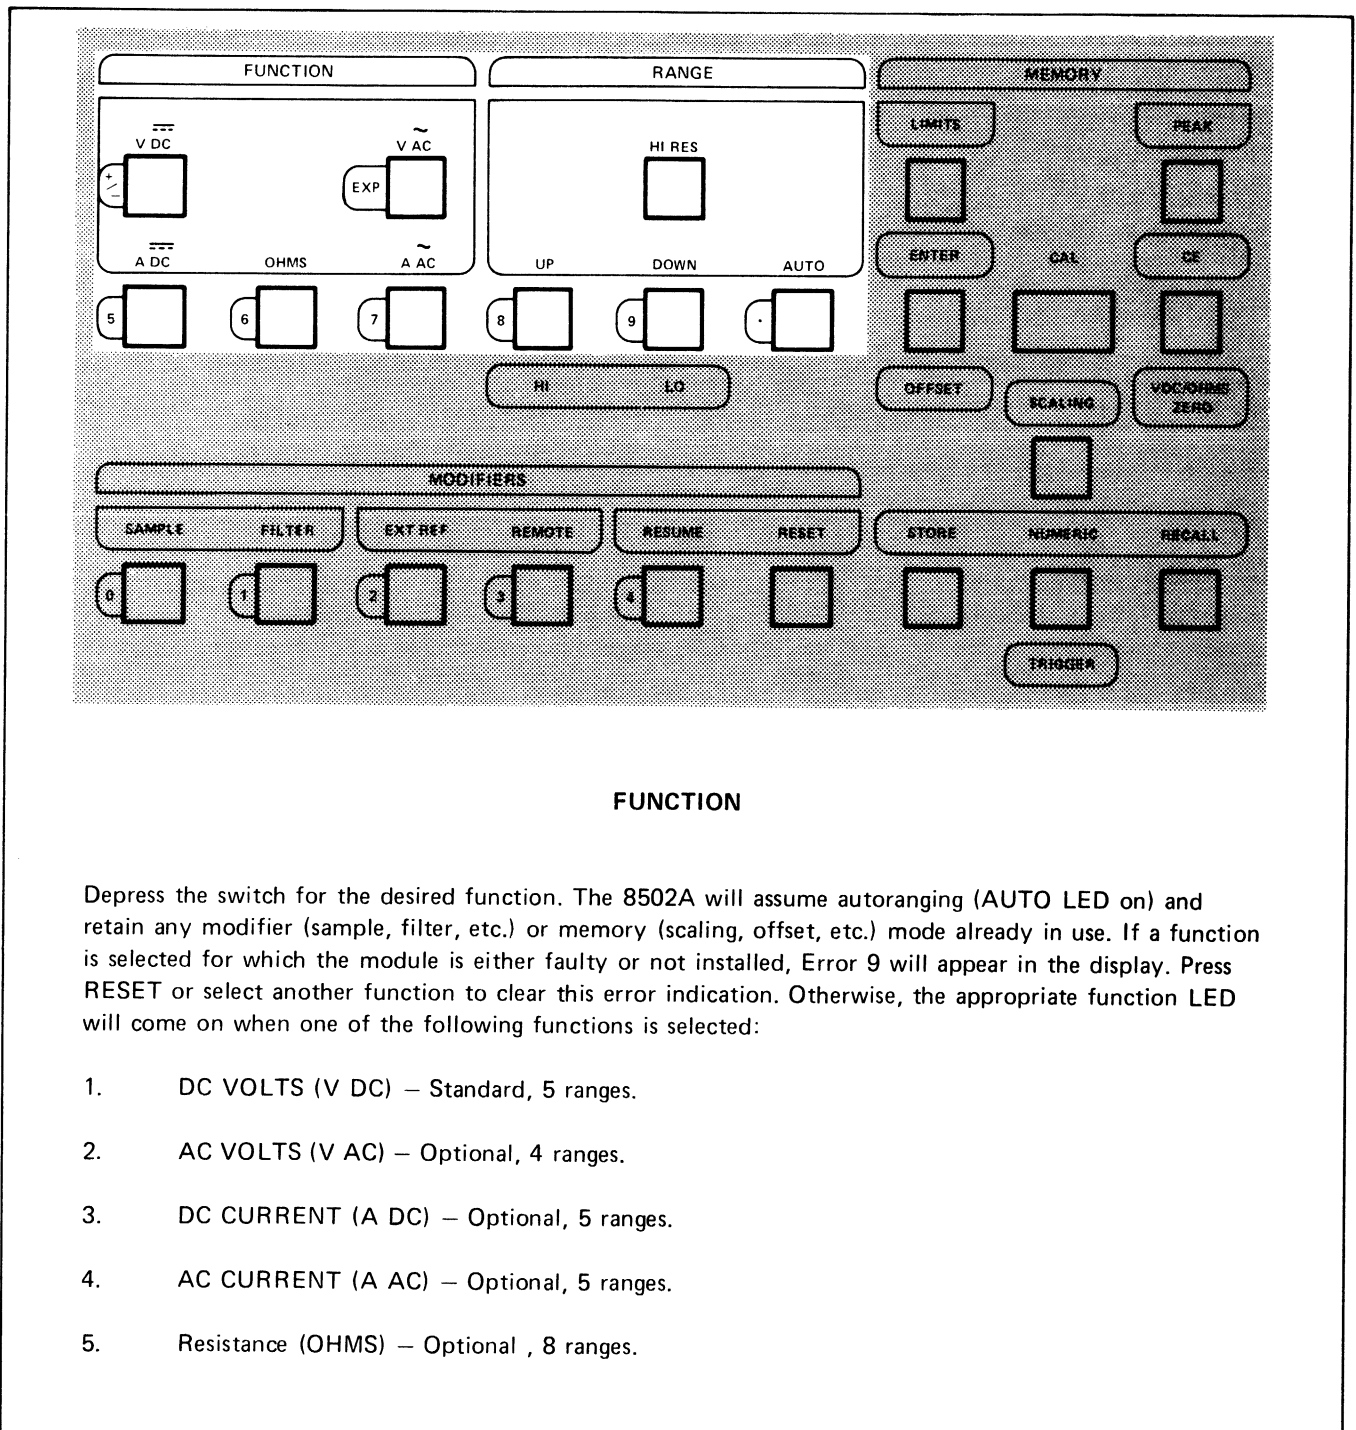 FUNCTION RANGE MEMORY
LIMITS PEAK
V DC V AC HI RES
+/− EXP
ENTER CAL CE
A DC OHMS A AC UP DOWN AUTO
5 6 7 8 9 .
HI LO OFFSET SCALING VDC/OHMS
ZERO
MODIFIERS
SAMPLE FILTER EXT REF REMOTE RESUME RESET STORE NUMERIC RECALL
0 1 2 3 4
TRIGGER
FUNCTION
Depress the switch for the desired function. The 8502A will assume autoranging (AUTO LED on) and
retain any modifier (sample, filter, etc.) or memory (scaling, offset, etc.) mode already in use. If a function
is selected for which the module is either faulty or not installed, Error 9 will appear in the display. Press
RESET or select another function to clear this error indication. Otherwise, the appropriate function LED
will come on when one of the following functions is selected:
1. DC VOLTS (V DC) — Standard, 5 ranges.
2. AC VOLTS (V AC) — Optional, 4 ranges.
3. DC CURRENT (A DC) — Optional, 5 ranges.
4. AC CURRENT (A AC) — Optional, 5 ranges.
5. Resistance (OHMS) — Optional , 8 ranges.